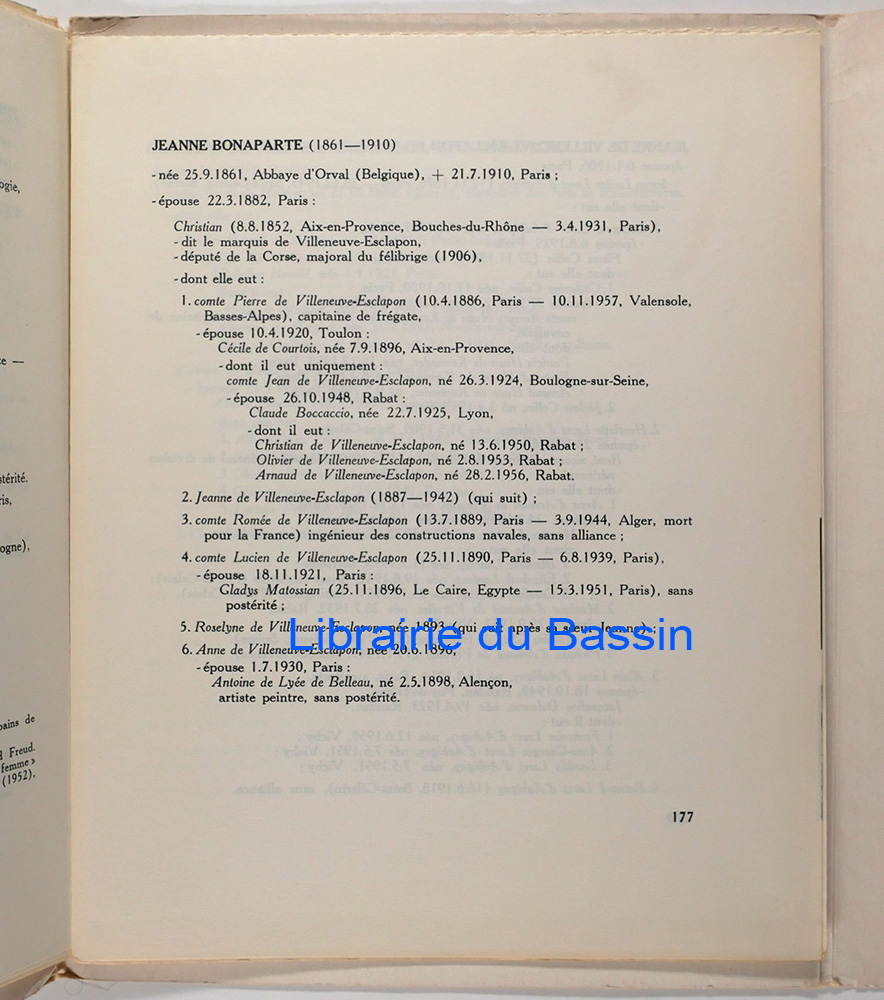 ogie,
e —
stérité.
ris,
ogne),
pains de
Freud.
femme»
(1952),
JEANNE BONAPARTE (1861—1910)
- née 25.9.1861, Abbaye d'Orval (Belgique), + 21.7.1910, Paris ;
- épouse 22.3.1882, Paris :
Christian (8.8.1852, Aix-en-Provence, Bouches-du-Rhône — 3.4.1931, Paris),
- dit le marquis de Villeneuve-Esclapon,
- député de la Corse, majoral du félibrige (1906),
- dont elle eut :
1. comte Pierre de Villeneuve-Esclapon (10.4.1886, Paris — 10.11.1957, Valensole,
Basses-Alpes), capitaine de frégate,
- épouse 10.4.1920, Toulon :
Cécile de Courtois, née 7.9.1896, Aix-en-Provence,
- dont il eut uniquement :
comte Jean de Villeneuve-Esclapon, né 26.3.1924, Boulogne-sur-Seine,
- épouse 26.10.1948, Rabat :
Claude Boccaccio, née 22.7.1925, Lyon,
- dont il eut :
Christian de Villeneuve-Esclapon, né 13.6.1950, Rabat ;
Olivier de Villeneuve-Esclapon, né 2.8.1953, Rabat ;
Arnaud de Villeneuve-Esclapon, né 28.2.1956, Rabat.
2. Jeanne de Villeneuve-Esclapon (1887—1942) (qui suit) ;
3. comte Romée de Villeneuve-Esclapon (13.7.1889, Paris — 3.9.1944, Alger, mort
pour la France) ingénieur des constructions navales, sans alliance ;
4. comte Lucien de Villeneuve-Esclapon (25.11.1890, Paris — 6.8.1939, Paris),
- épouse 18.11.1921, Paris :
Gladys Matossian (25.11.1896, Le Caire, Egypte — 15.3.1951, Paris), sans
postérité ;
5. Roselyne de Villeneuve-Esclapon, née 1893 (qui suit après sa sœur Jeanne) ;
Librairie du Bassin
6. Anne de Villeneuve-Esclapon, née 20.6.1896,
- épouse 1.7.1930, Paris :
Antoine de Lyée de Belleau, né 2.5.1898, Alençon,
artiste peintre, sans postérité.
177